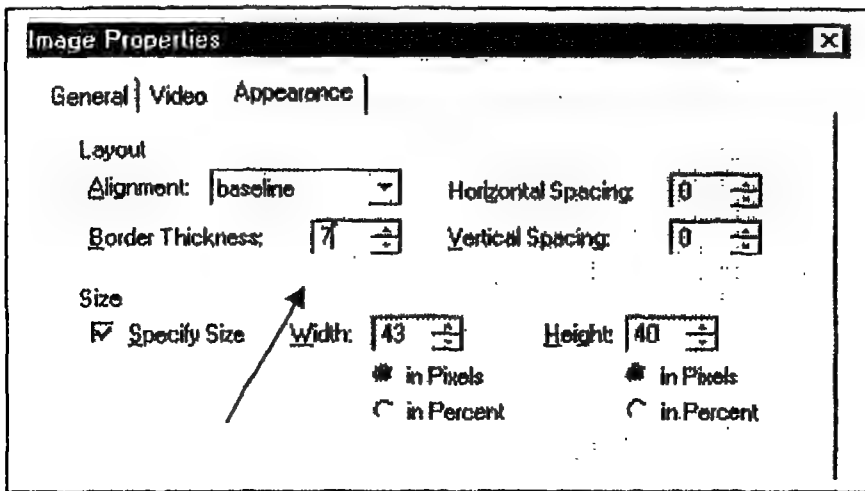 Image Properties
General Video Appearance
Layout
Alignment: baseline Horizontal Spacing: 0
Border Thickness: 7 Vertical Spacing: 0
Size
Specify Size Width: 43 Height: 40
in Pixels in Pixels
in Percent in Percent